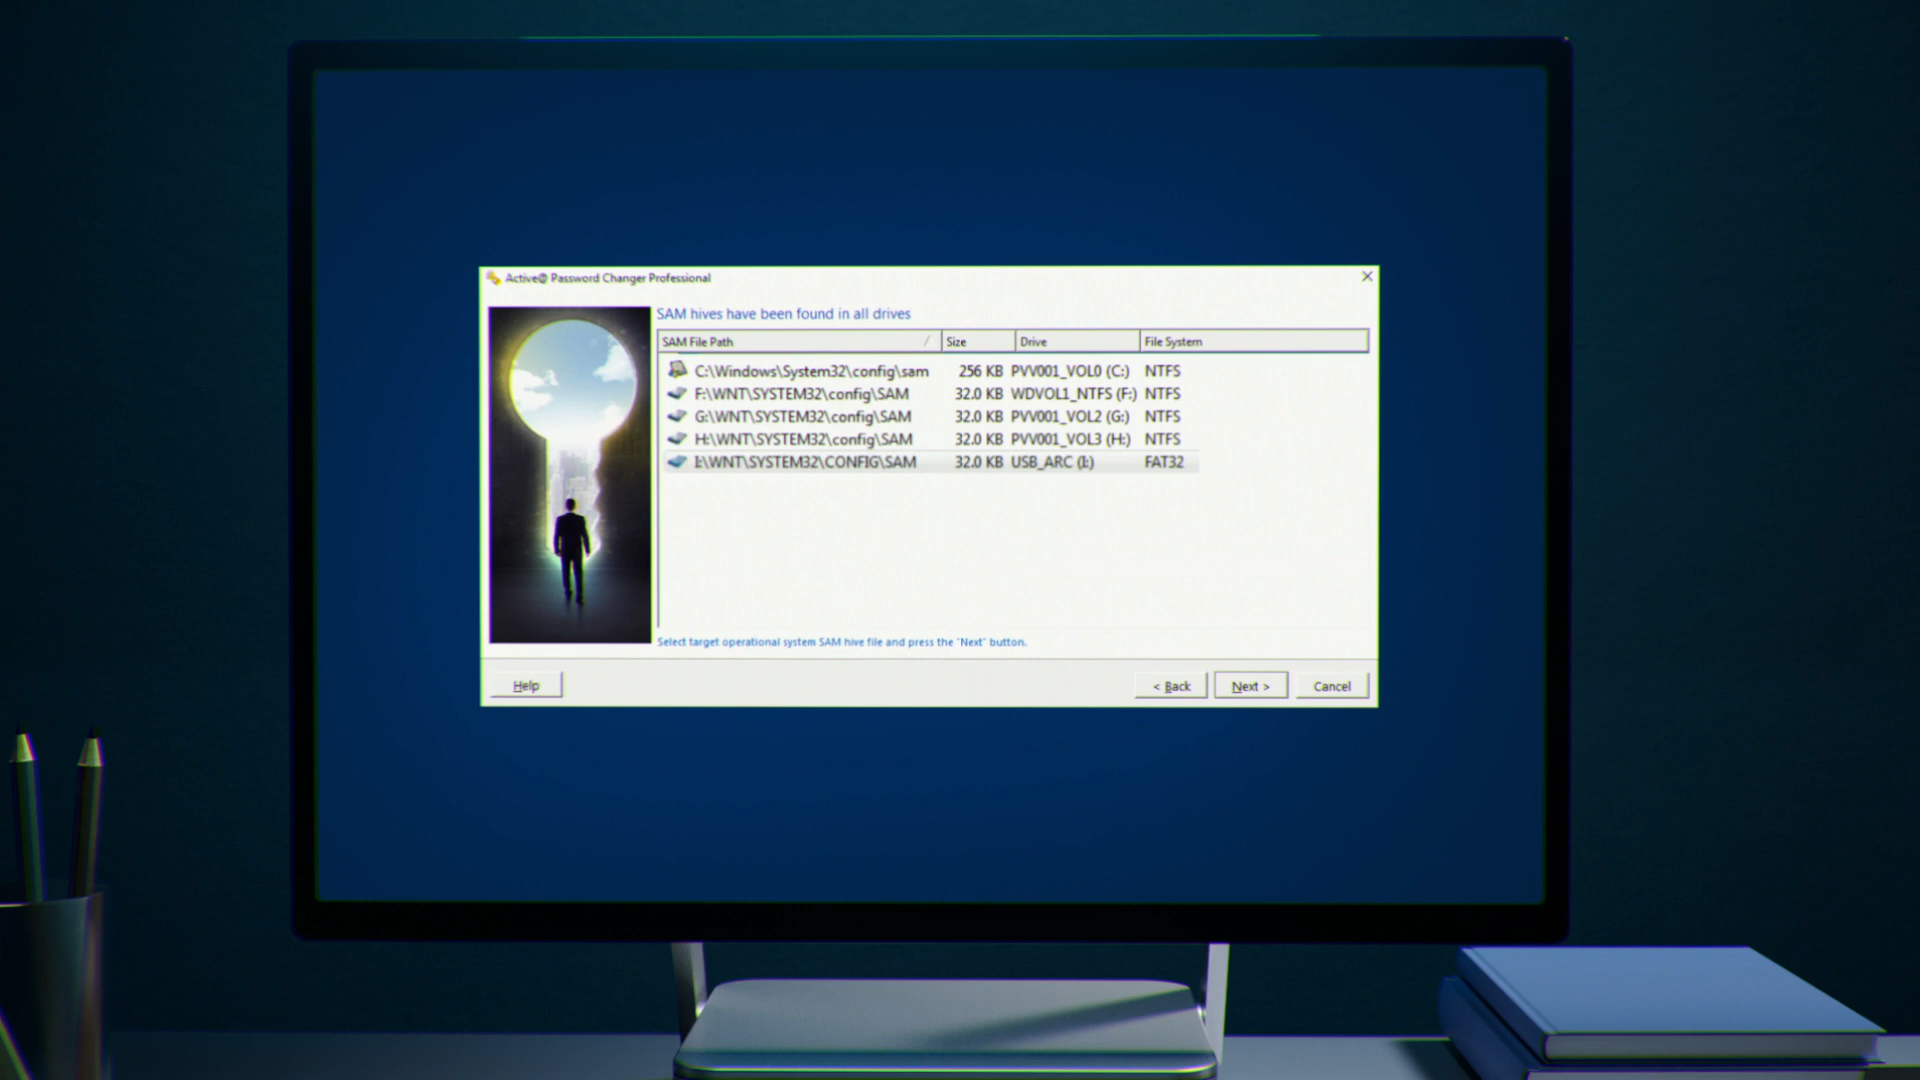 Active@ Password Changer Professional
SAM hives have been found in all drives
SAM File Path Size Drive File System
C:\Windows\System32\config\sam 256 KB PVV001_VOL0 (C:) NTFS
F:\WNT\SYSTEM32\config\SAM 32.0 KB WDVOL1_NTFS (F:) NTFS
G:\WNT\SYSTEM32\config\SAM 32.0 KB PVV001_VOL2 (G:) NTFS
H:\WNT\SYSTEM32\config\SAM 32.0 KB PVV001_VOL3 (H:) NTFS
I:\WNT\SYSTEM32\CONFIG\SAM 32.0 KB USB_ARC (I:) FAT32
Select target operational system SAM hive file and press the "Next" button.
Help < Back Next > Cancel